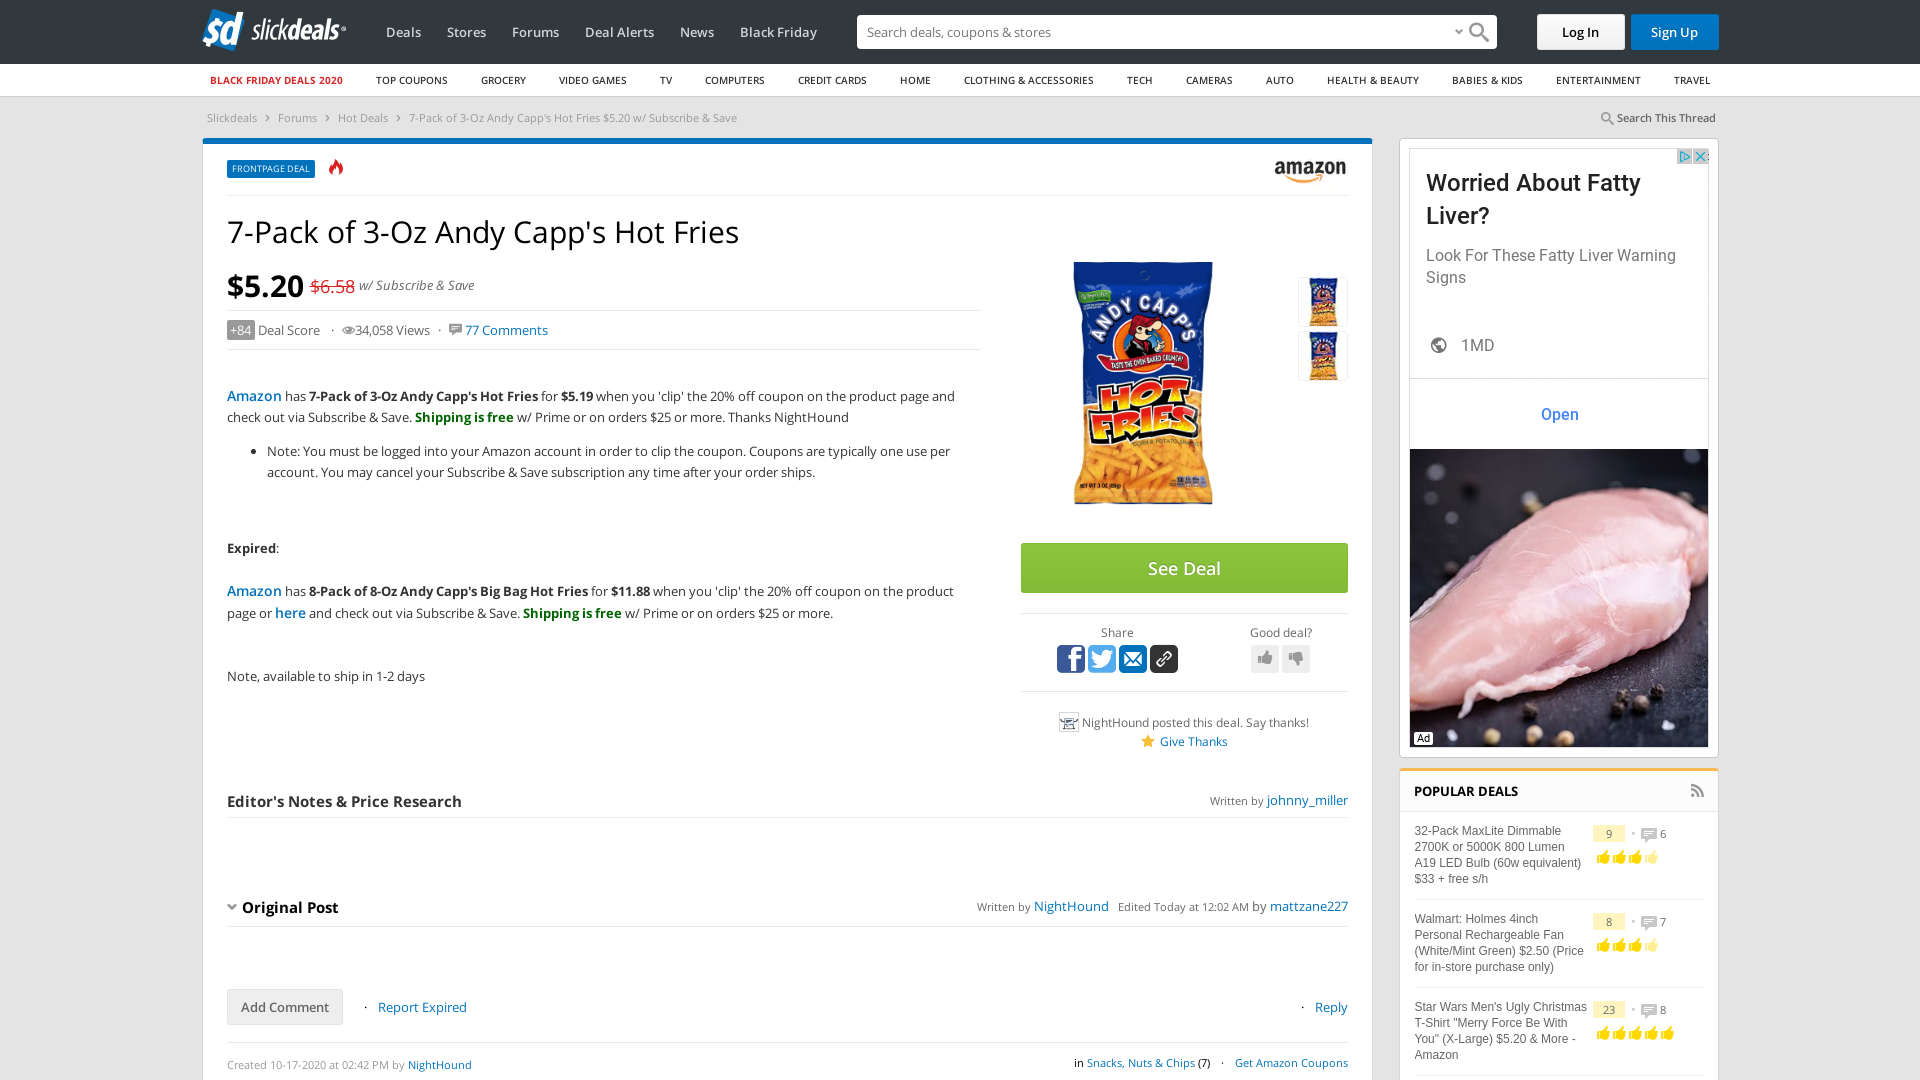 slickdeals
Deals
Stores
Forums
Deal Alerts
News
Black Friday
Search deals, coupons & stores
Log In
Sign Up
BLACK FRIDAY DEALS 2020
TOP COUPONS
GROCERY
VIDEO GAMES
TV
COMPUTERS
CREDIT CARDS
HOME
CLOTHING & ACCESSORIES
TECH
CAMERAS
AUTO
HEALTH & BEAUTY
BABIES & KIDS
ENTERTAINMENT
TRAVEL
Slickdeals › Forums › Hot Deals › 7-Pack of 3-Oz Andy Capp's Hot Fries $5.20 w/ Subscribe & Save
Search This Thread
FRONTPAGE DEAL
amazon
7-Pack of 3-Oz Andy Capp's Hot Fries
$5.20 $6.58 w/ Subscribe & Save
+84 Deal Score · 34,058 Views · 77 Comments
Amazon has 7-Pack of 3-Oz Andy Capp's Hot Fries for $5.19 when you 'clip' the 20% off coupon on the product page and
check out via Subscribe & Save. Shipping is free w/ Prime or on orders $25 or more. Thanks NightHound
• Note: You must be logged into your Amazon account in order to clip the coupon. Coupons are typically one use per
account. You may cancel your Subscribe & Save subscription any time after your order ships.
Expired:
Amazon has 8-Pack of 8-Oz Andy Capp's Big Bag Hot Fries for $11.88 when you 'clip' the 20% off coupon on the product
page or here and check out via Subscribe & Save. Shipping is free w/ Prime or on orders $25 or more.
Note, available to ship in 1-2 days
ANDY CAPP'S
TASTE THE OVEN BAKED CRUNCH!
HOT
FRIES
CORN & POTATO SNACKS
NET WT 3 OZ (85g)
See Deal
Share
Good deal?
NightHound posted this deal. Say thanks!
Give Thanks
Editor's Notes & Price Research
Written by johnny_miller
Original Post
Written by NightHound Edited Today at 12:02 AM by mattzane227
Add Comment
· Report Expired
· Reply
Created 10-17-2020 at 02:42 PM by NightHound
in Snacks, Nuts & Chips (7) · Get Amazon Coupons
Worried About Fatty
Liver?
Look For These Fatty Liver Warning
Signs
1MD
Open
Ad
POPULAR DEALS
32-Pack MaxLite Dimmable
2700K or 5000K 800 Lumen
A19 LED Bulb (60w equivalent)
$33 + free s/h
9 • 6
Walmart: Holmes 4inch
Personal Rechargeable Fan
(White/Mint Green) $2.50 (Price
for in-store purchase only)
8 • 7
Star Wars Men's Ugly Christmas
T-Shirt "Merry Force Be With
You" (X-Large) $5.20 & More -
Amazon
23 • 8